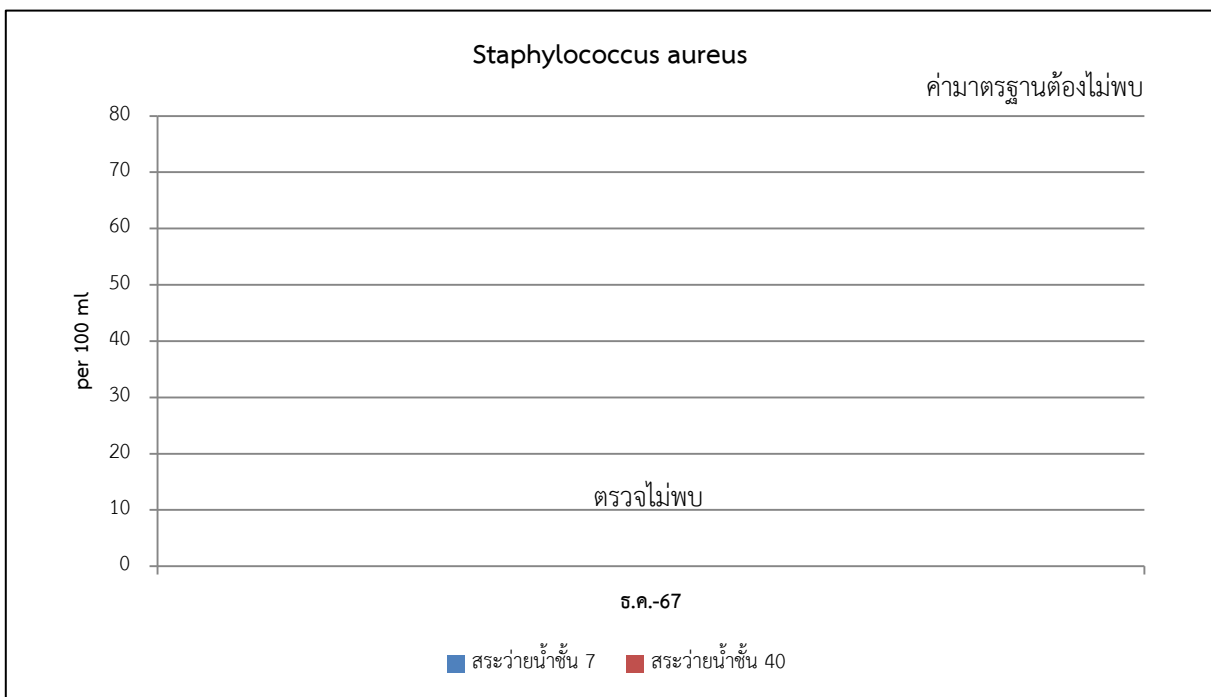 Staphylococcus aureus
ค่ามาตรฐานต้องไม่พบ
80
70
60
50
40
30
20
10
0
per 100 ml
ตรวจไม่พบ
ธ.ค.-67
สระว่ายน้ำชั้น 7 สระว่ายน้ำชั้น 40